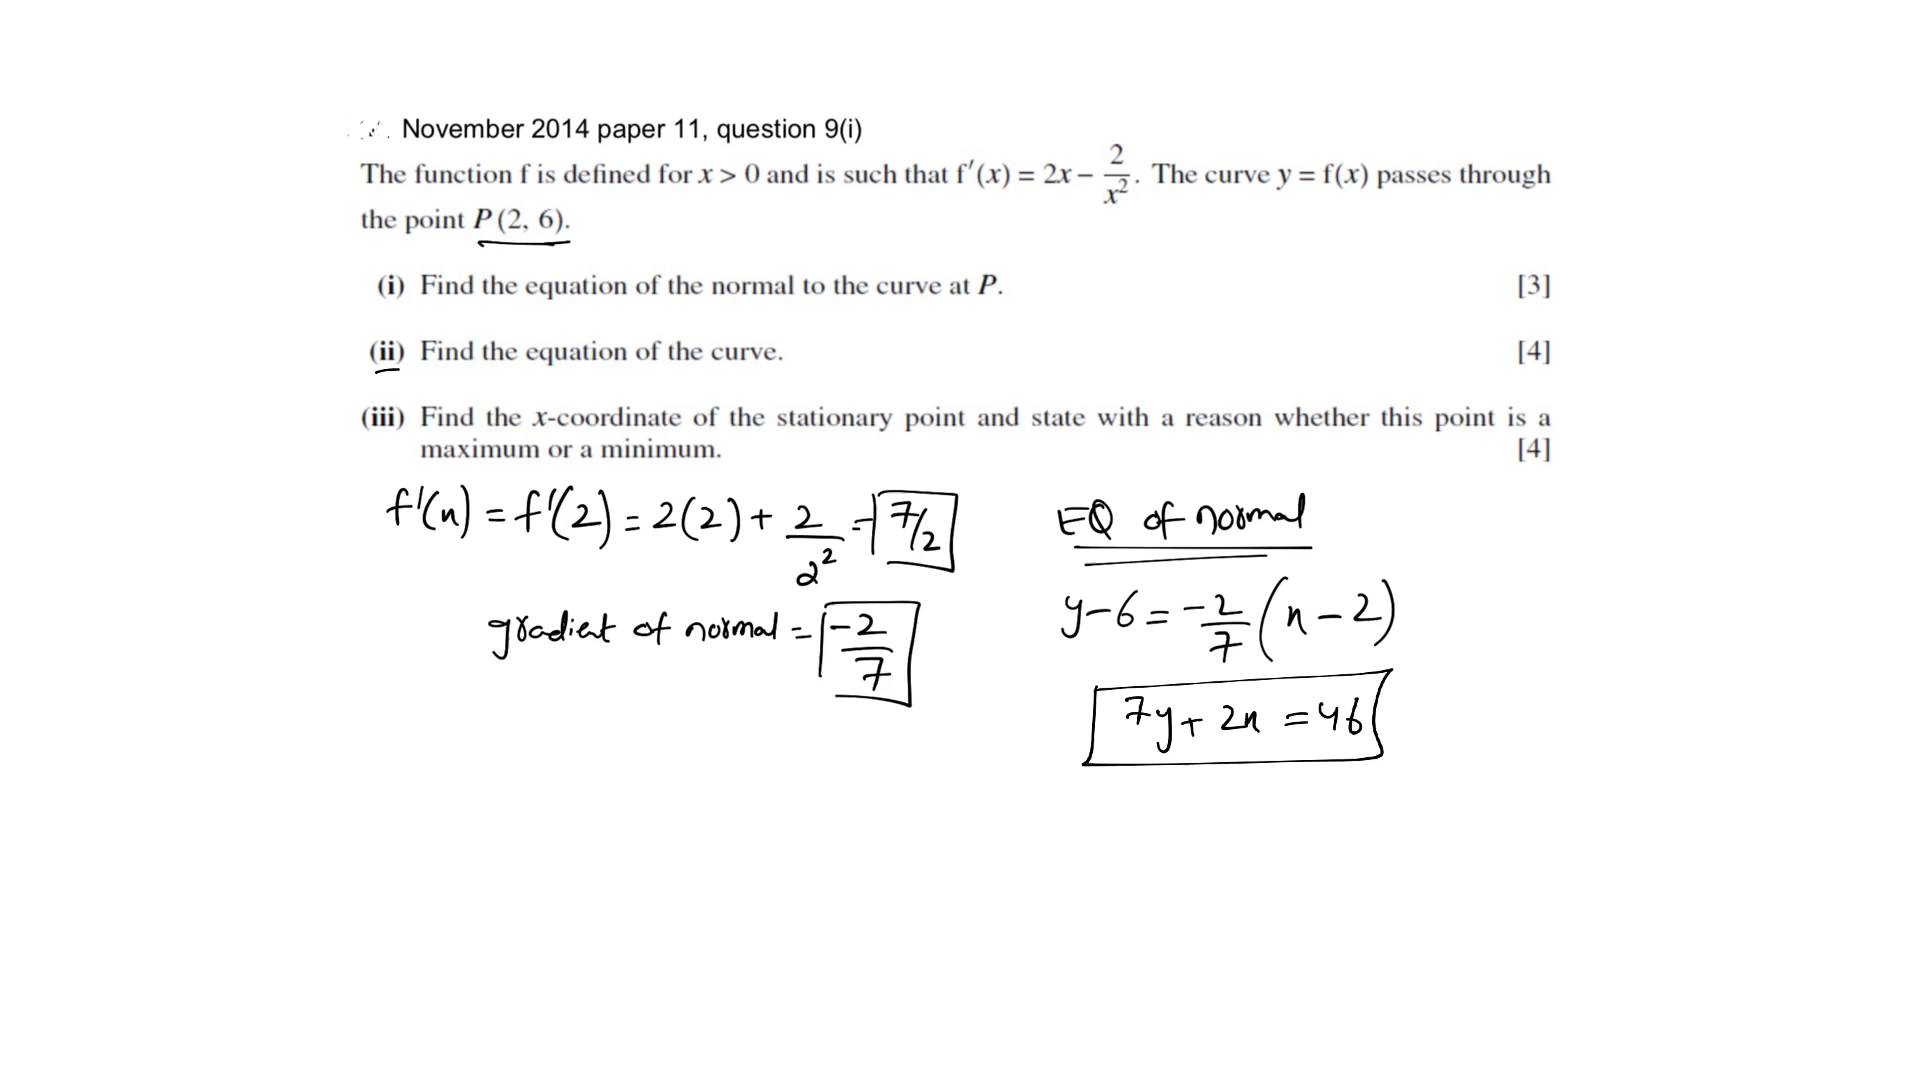 November 2014 paper 11, question 9(i)
The function f is defined for x > 0 and is such that f′(x) = 2x − 2/x². The curve y = f(x) passes through
the point P(2, 6).
(i) Find the equation of the normal to the curve at P. [3]
(ii) Find the equation of the curve. [4]
(iii) Find the x-coordinate of the stationary point and state with a reason whether this point is a
maximum or a minimum. [4]
f'(n) = f'(2) = 2(2) + 2/2² = 7/2
gradient of normal = -2/7
EQ of normal
y-6 = -2/7 (n-2)
7y + 2n = 46